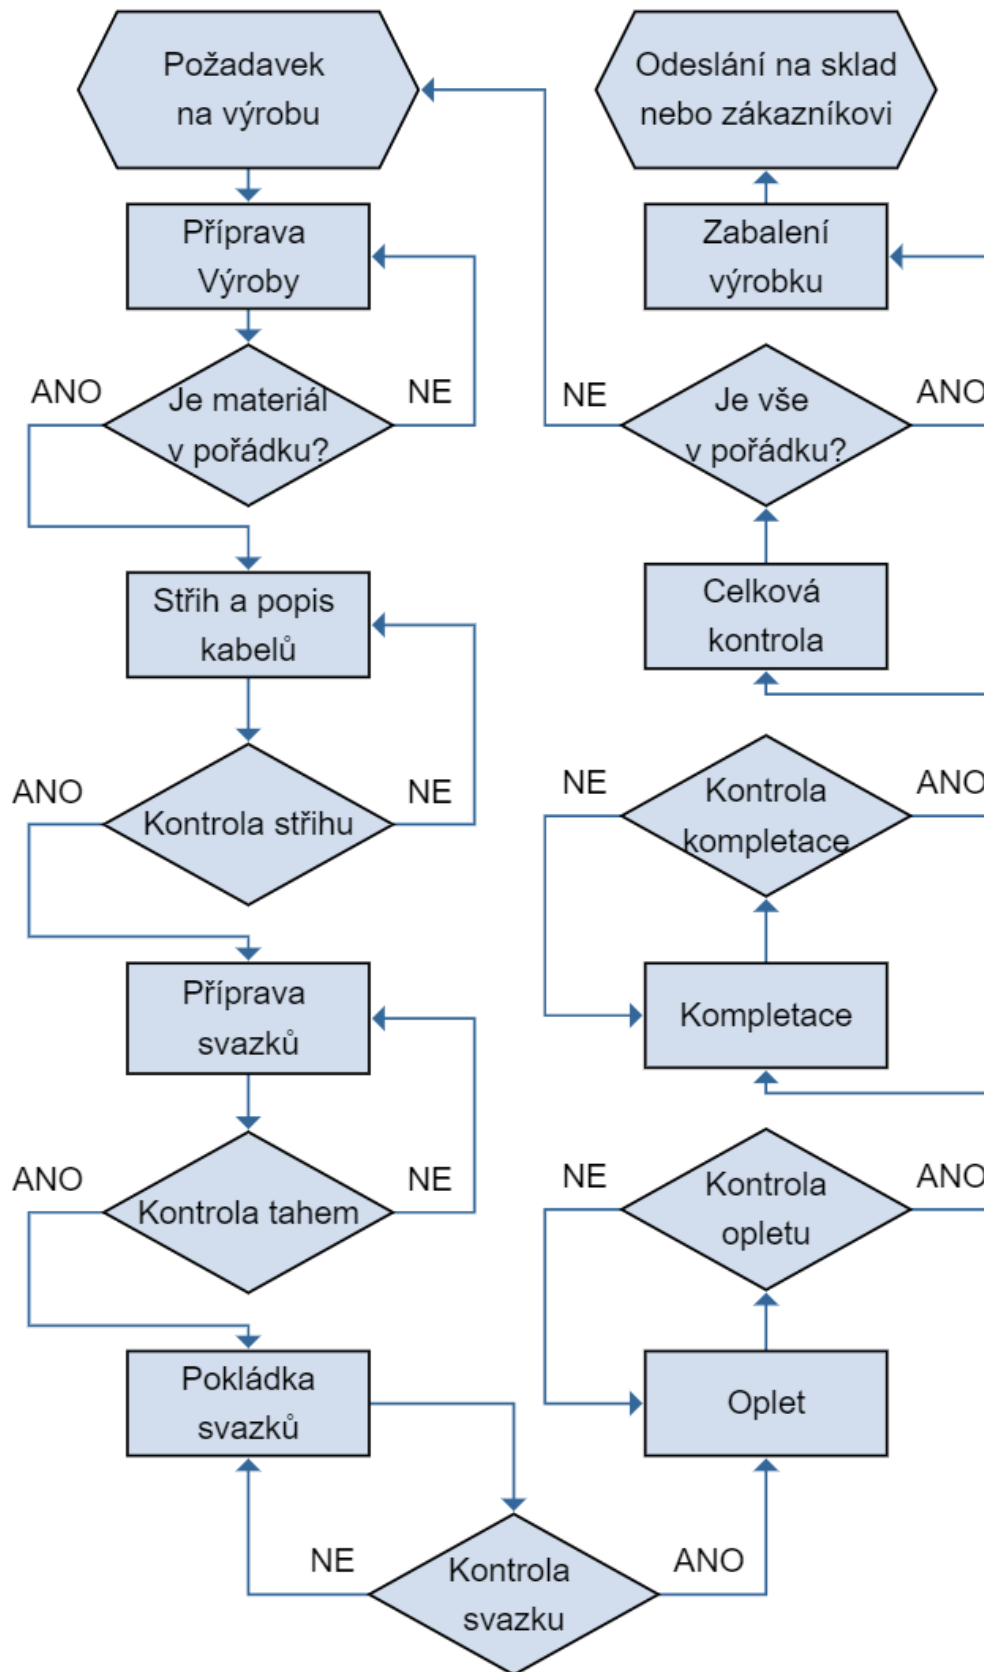 Požadavek
na výrobu
Příprava
Výroby
ANO
Je materiál
v pořádku?
NE
Střih a popis
kabelů
ANO
Kontrola střihu
NE
Příprava
svazků
ANO
Kontrola tahem
NE
Pokládka
svazků
NE
Kontrola
svazku
ANO
Oplet
NE
Kontrola
opletu
ANO
Kompletace
NE
Kontrola
kompletace
ANO
Celková
kontrola
NE
Je vše
v pořádku?
ANO
Zabalení
výrobku
Odeslání na sklad
nebo zákazníkovi